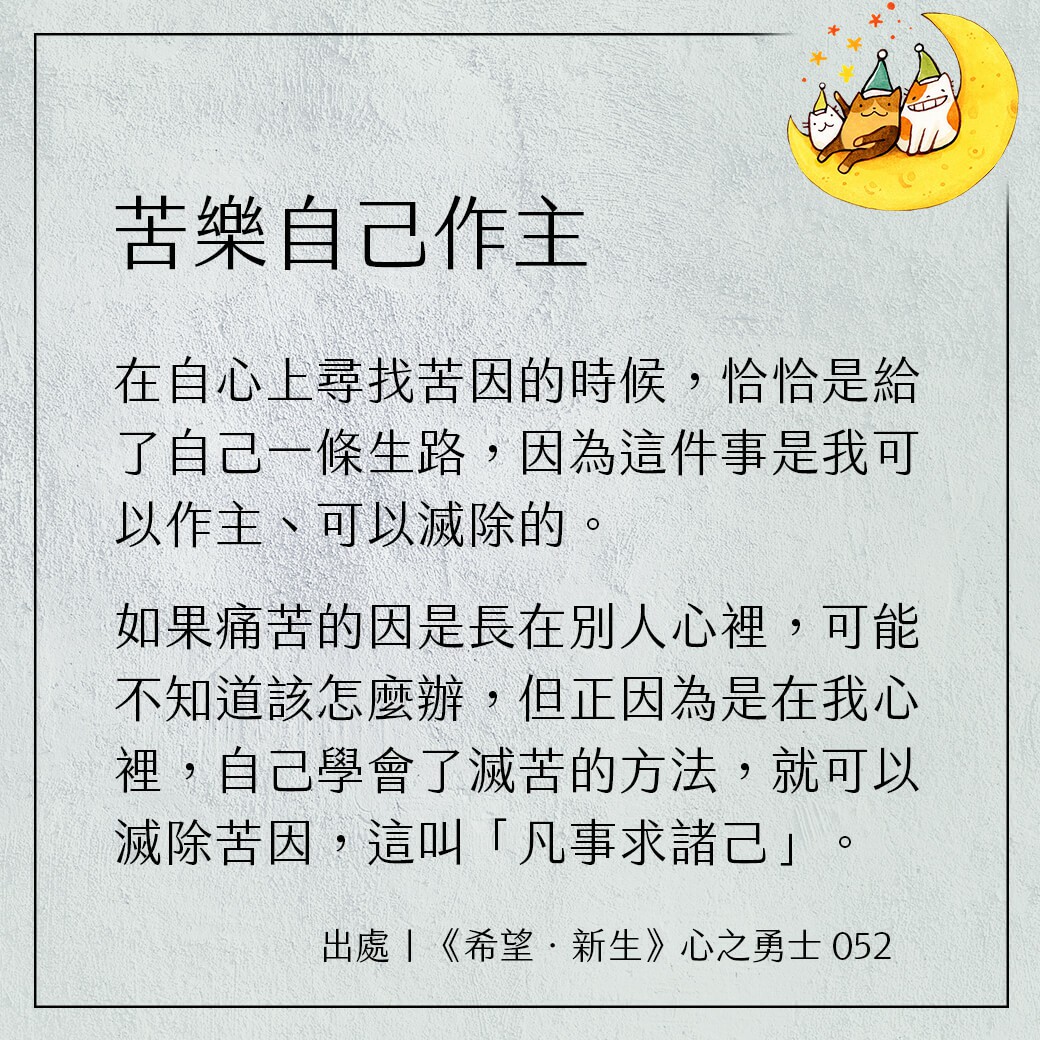 苦樂自己作主
在自心上尋找苦因的時候，恰恰是給
了自己一條生路，因為這件事是我可
以作主、可以滅除的。
如果痛苦的因是長在別人心裡，可能
不知道該怎麼辦，但正因為是在我心
裡，自己學會了滅苦的方法，就可以
滅除苦因，這叫「凡事求諸己」。
出處｜《希望．新生》心之勇士 052